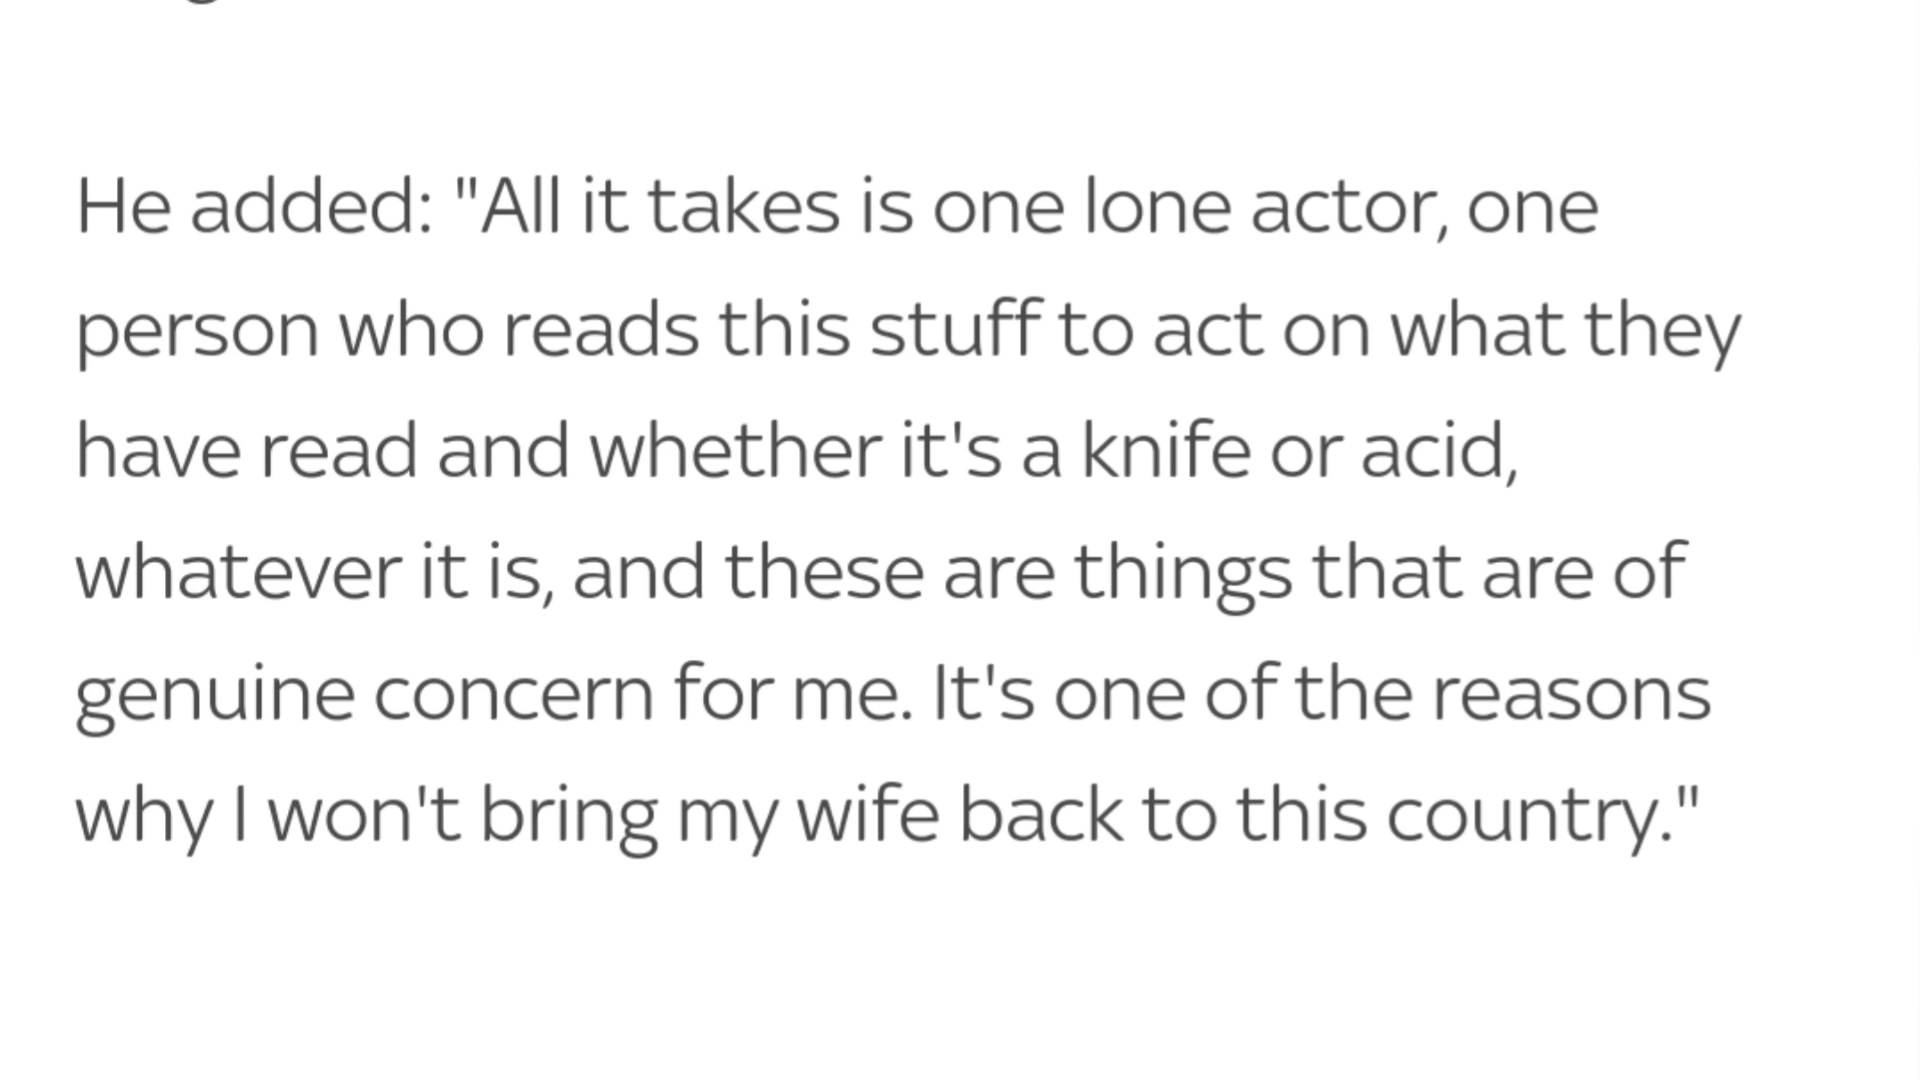 He added: "All it takes is one lone actor, one
person who reads this stuff to act on what they
have read and whether it's a knife or acid,
whatever it is, and these are things that are of
genuine concern for me. It's one of the reasons
why I won't bring my wife back to this country."